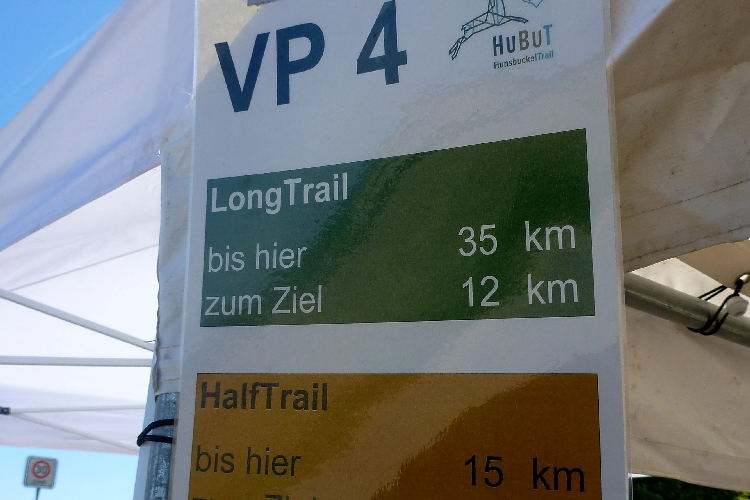 VP 4
HuBuT
HunsbuckelTrail
LongTrail
bis hier 35 km
zum Ziel 12 km
HalfTrail
bis hier 15 km